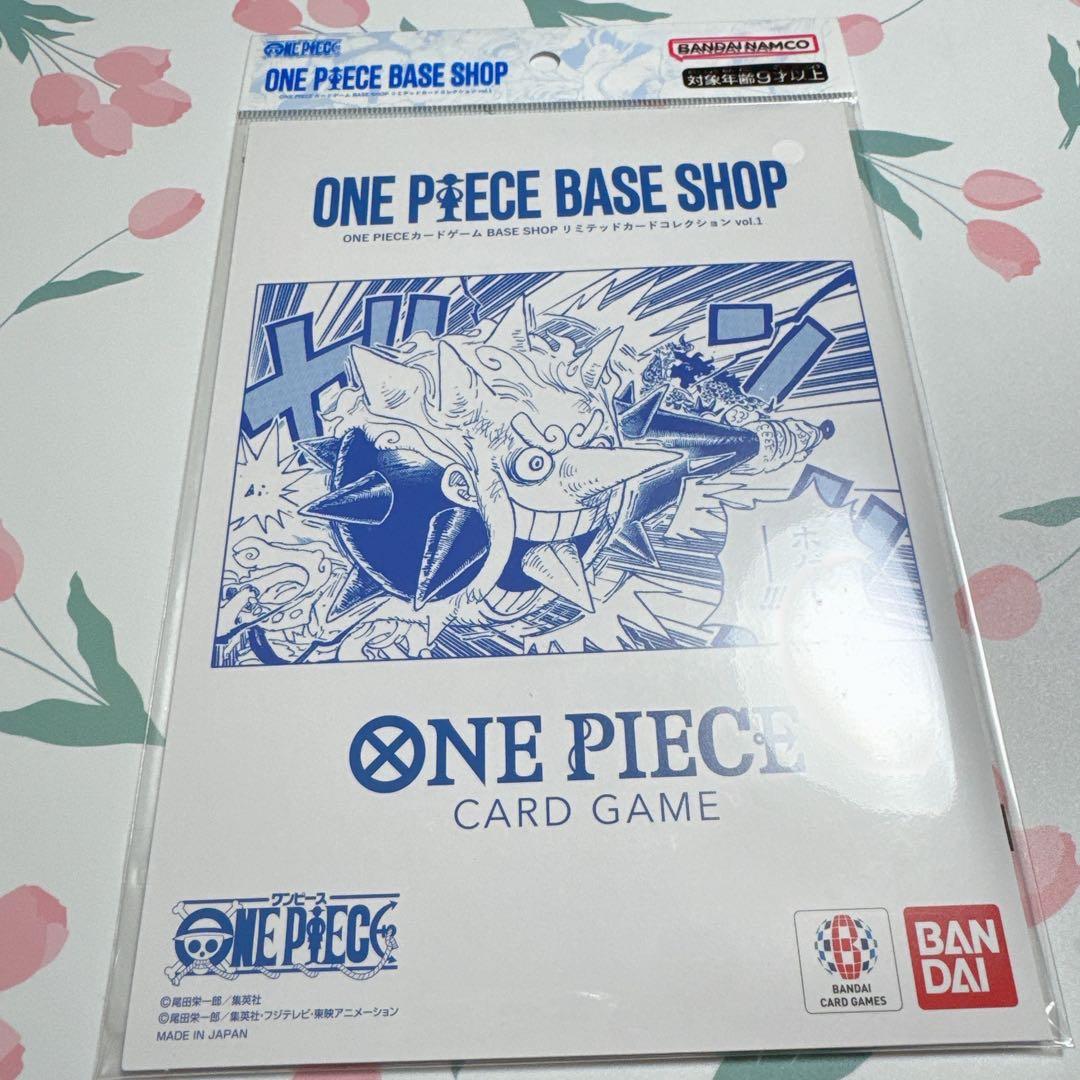 ONE PIECE
ONE PIECE BASE SHOP
ONE PIECE カードゲーム BASE SHOP リミテッドカードコレクション vol.1
BANDAI NAMCO
対象年齢9才以上
ONE PIECE BASE SHOP
ONE PIECEカードゲーム BASE SHOP リミテッドカードコレクション vol.1
ONE PIECE
CARD GAME
ワンピース
ONE PIECE
©尾田栄一郎/集英社
©尾田栄一郎/集英社・フジテレビ・東映アニメーション
MADE IN JAPAN
B
BANDAI
CARD GAMES
BAN
DAI